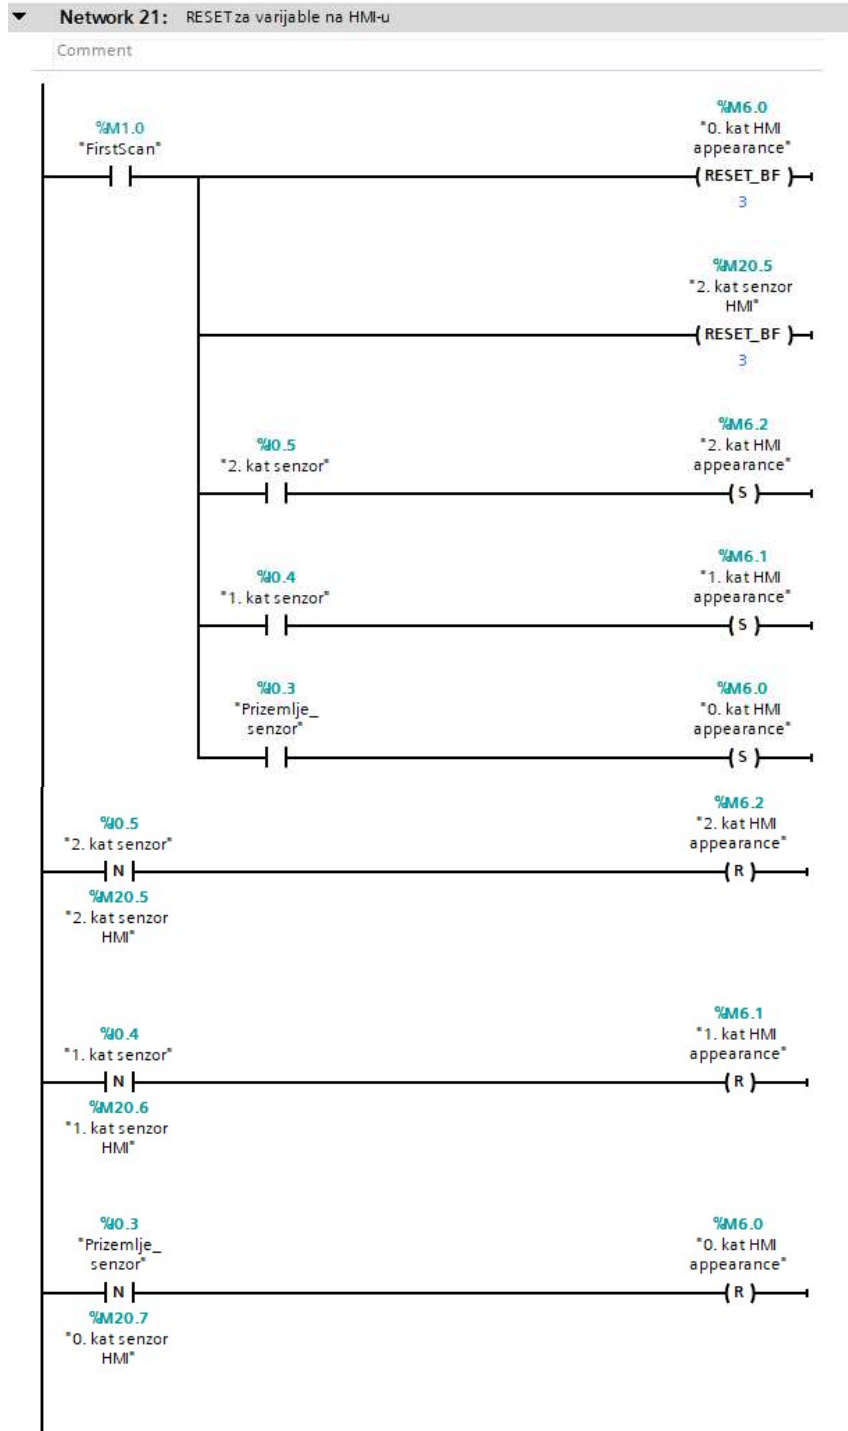 Network 21: RESET za varijable na HMI-u
Comment
%M1.0
"FirstScan"
%M6.0
"0. kat HMI
appearance"
RESET_BF
3
%M20.5
"2. kat senzor
HMI"
RESET_BF
3
%I0.5
"2. kat senzor"
%M6.2
"2. kat HMI
appearance"
S
%I0.4
"1. kat senzor"
%M6.1
"1. kat HMI
appearance"
S
%I0.3
"Prizemlje_
senzor"
%M6.0
"0. kat HMI
appearance"
S
%I0.5
"2. kat senzor"
N
%M20.5
"2. kat senzor
HMI"
%M6.2
"2. kat HMI
appearance"
R
%I0.4
"1. kat senzor"
N
%M20.6
"1. kat senzor
HMI"
%M6.1
"1. kat HMI
appearance"
R
%I0.3
"Prizemlje_
senzor"
N
%M20.7
"0. kat senzor
HMI"
%M6.0
"0. kat HMI
appearance"
R